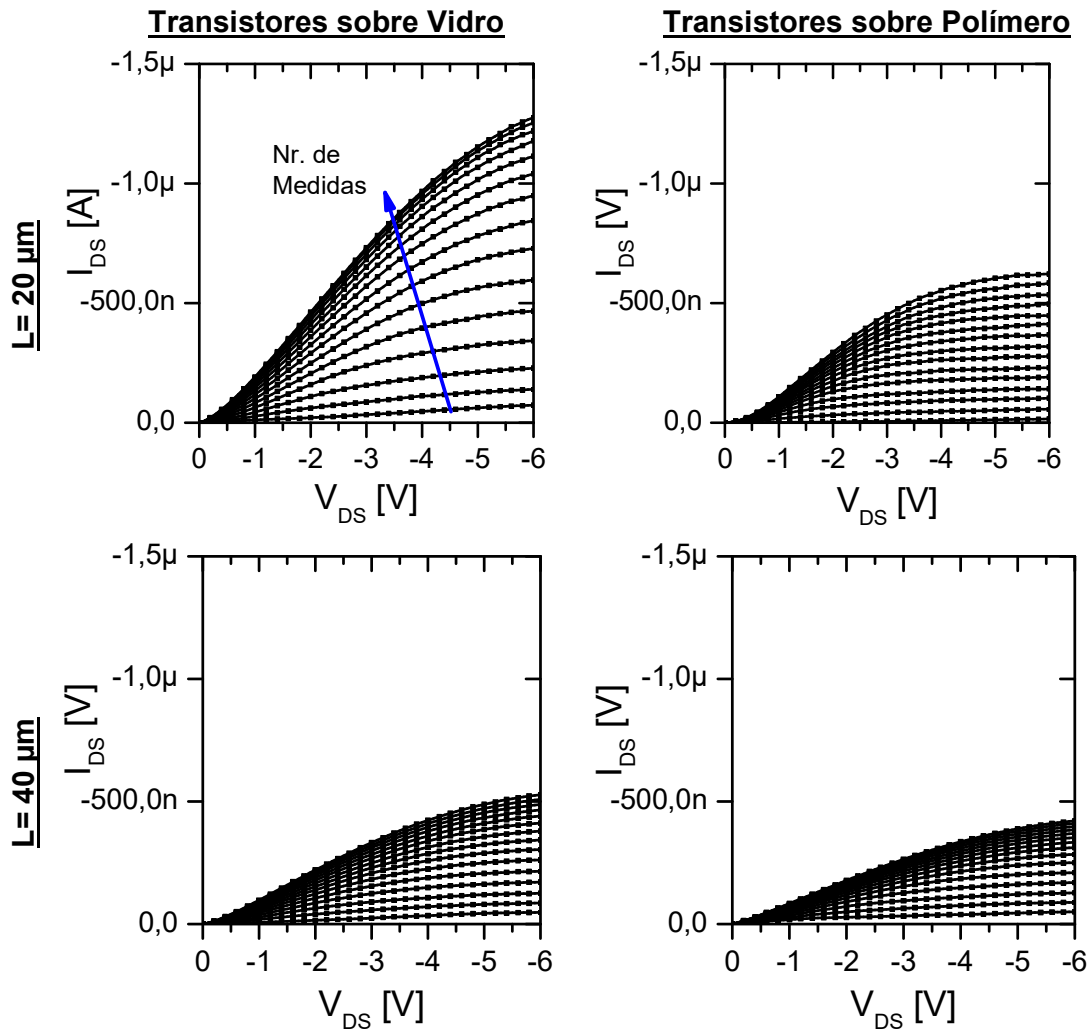 Transistores sobre Vidro
Transistores sobre Polímero
L= 20 µm
-1,5µ
-1,0µ
-500,0n
0,0
I_DS [A]
Nr. de
Medidas
0 -1 -2 -3 -4 -5 -6
V_DS [V]
-1,5µ
-1,0µ
-500,0n
0,0
I_DS [V]
0 -1 -2 -3 -4 -5 -6
V_DS [V]
L= 40 µm
-1,5µ
-1,0µ
-500,0n
0,0
I_DS [V]
0 -1 -2 -3 -4 -5 -6
V_DS [V]
-1,5µ
-1,0µ
-500,0n
0,0
I_DS [V]
0 -1 -2 -3 -4 -5 -6
V_DS [V]